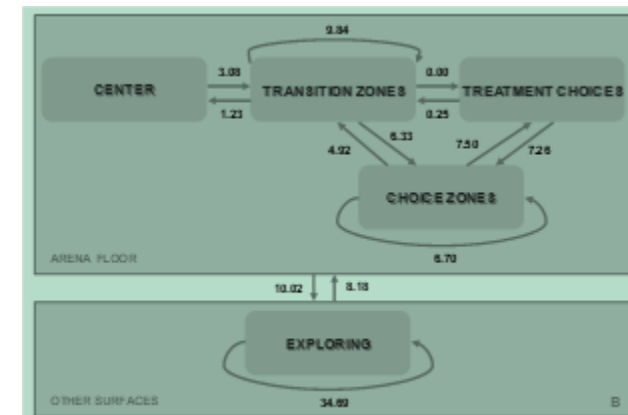 9.84
3.08 0.00
CENTER TRANSITION ZONES TREATMENT CHOICES
1.23 0.25
6.33
4.92 7.50 7.26
CHOICE ZONES
ARENA FLOOR 6.70
10.02 8.18
EXPLORING
OTHER SURFACES 34.69 B